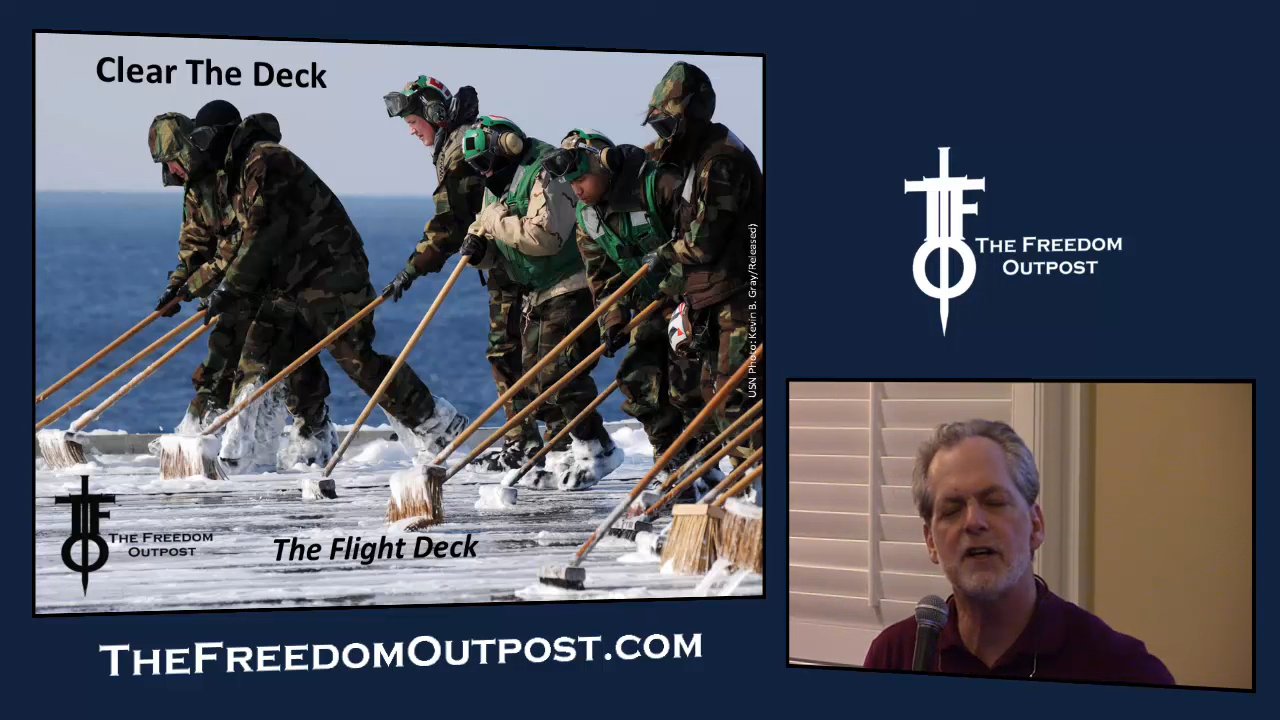 Clear The Deck
USN Photo: Kevin B. Gray/Released)
The Freedom
Outpost
The Flight Deck
TheFreedomOutpost.com
TF
The Freedom
Outpost